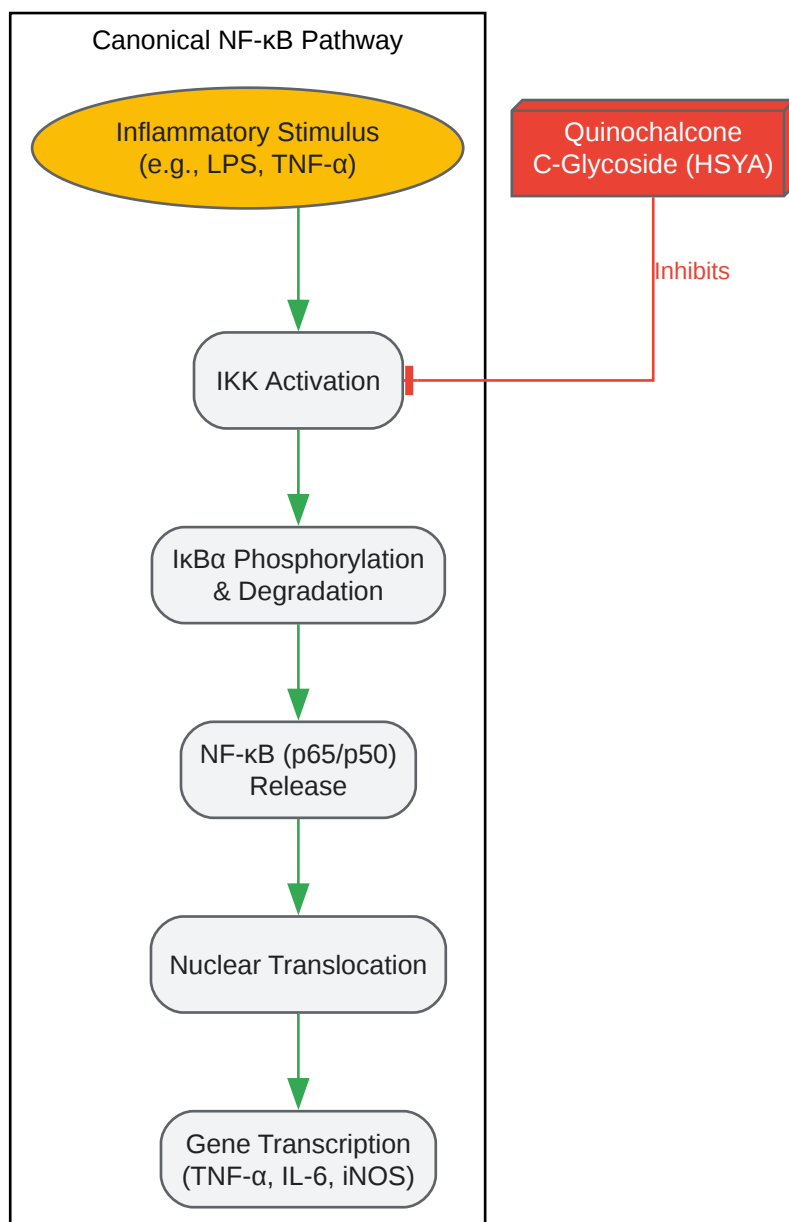 Canonical NF-κB Pathway
Inflammatory Stimulus
(e.g., LPS, TNF-α)
Quinochalcone
C-Glycoside (HSYA)
Inhibits
IKK Activation
IκBα Phosphorylation
& Degradation
NF-κB (p65/p50)
Release
Nuclear Translocation
Gene Transcription
(TNF-α, IL-6, iNOS)